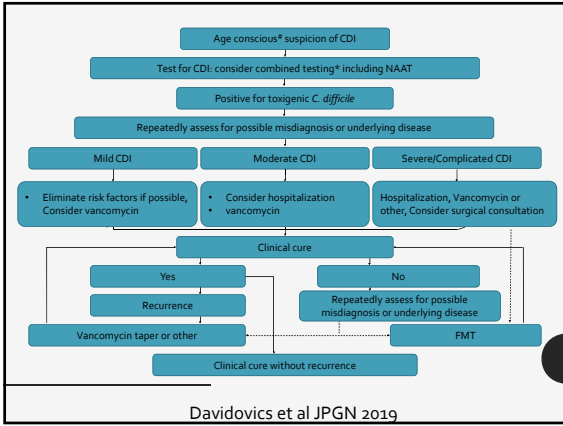 Age conscious# suspicion of CDI
Test for CDI: consider combined testing* including NAAT
Positive for toxigenic C. difficile
Repeatedly assess for possible misdiagnosis or underlying disease
Mild CDI
Moderate CDI
Severe/Complicated CDI
• Eliminate risk factors if possible,
Consider vancomycin
• Consider hospitalization
• vancomycin
Hospitalization, Vancomycin or
other, Consider surgical consultation
Clinical cure
Yes
No
Recurrence
Repeatedly assess for possible
misdiagnosis or underlying disease
Vancomycin taper or other
FMT
Clinical cure without recurrence
Davidovics et al JPGN 2019